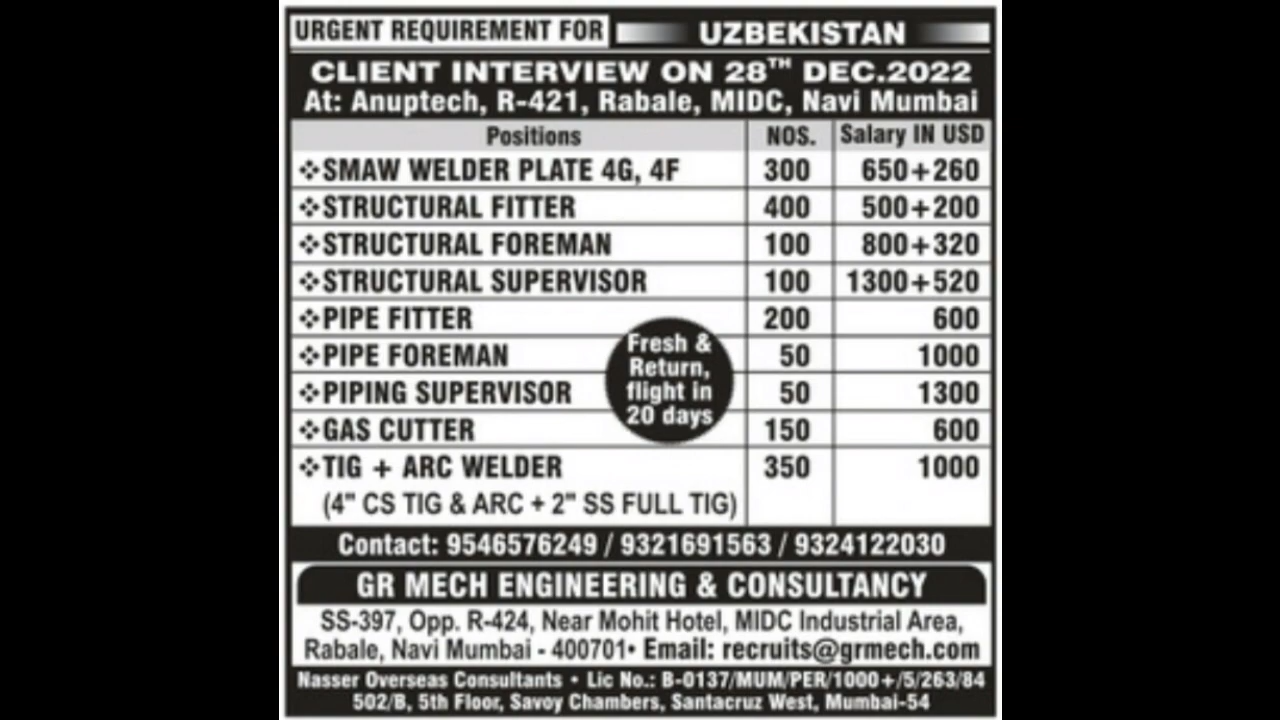 URGENT REQUIREMENT FOR UZBEKISTAN
CLIENT INTERVIEW ON 28TH DEC.2022
At: Anuptech, R-421, Rabale, MIDC, Navi Mumbai
Positions NOS. Salary IN USD
❖SMAW WELDER PLATE 4G, 4F 300 650+260
❖STRUCTURAL FITTER 400 500+200
❖STRUCTURAL FOREMAN 100 800+320
❖STRUCTURAL SUPERVISOR 100 1300+520
❖PIPE FITTER 200 600
❖PIPE FOREMAN 50 1000
❖PIPING SUPERVISOR 50 1300
❖GAS CUTTER 150 600
❖TIG + ARC WELDER 350 1000
(4" CS TIG & ARC + 2" SS FULL TIG)
Fresh &
Return,
flight in
20 days
Contact: 9546576249 / 9321691563 / 9324122030
GR MECH ENGINEERING & CONSULTANCY
SS-397, Opp. R-424, Near Mohit Hotel, MIDC Industrial Area,
Rabale, Navi Mumbai - 400701• Email: recruits@grmech.com
Nasser Overseas Consultants • Lic No.: B-0137/MUM/PER/1000+/5/263/84
502/B, 5th Floor, Savoy Chambers, Santacruz West, Mumbai-54